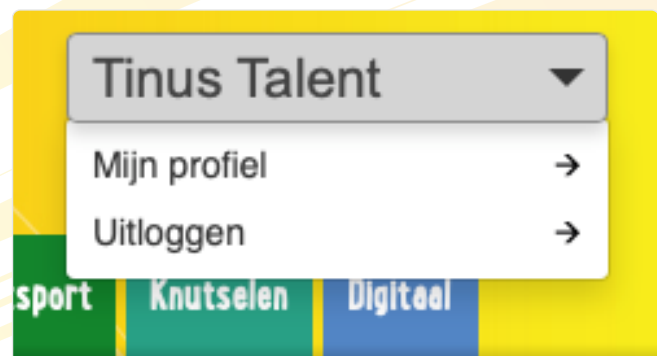 Tinus Talent
Mijn profiel
Uitloggen
sport Knutselen Digitaal